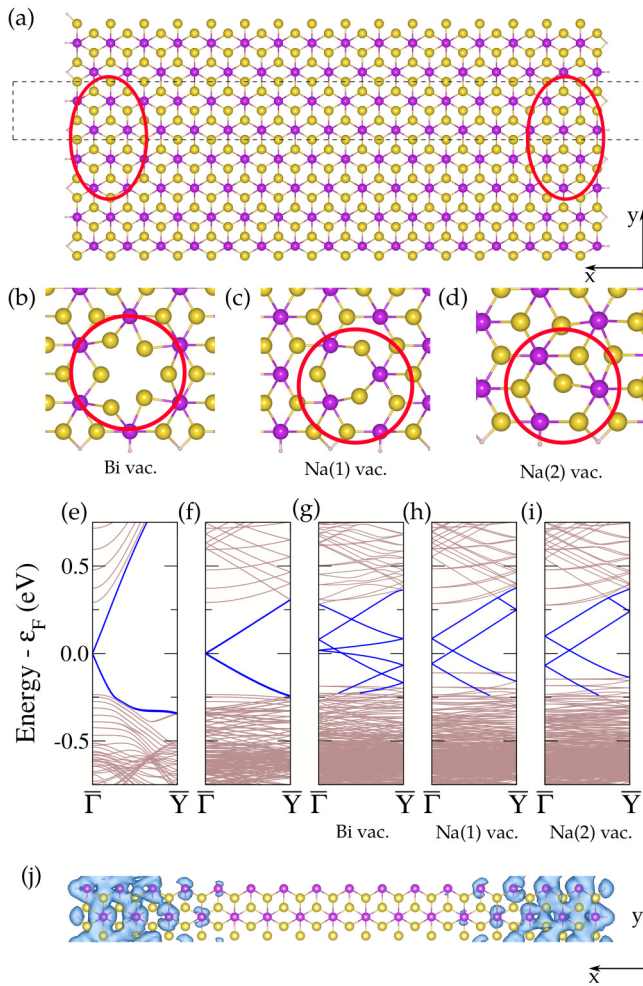 (a)
y
x
(b) (c) (d)
Bi vac. Na(1) vac. Na(2) vac.
(e) (f) (g) (h) (i)
Energy - εF (eV)
0.5
0.0
-0.5
Γ Y Γ Y Γ Y Γ Y Γ Y
Bi vac. Na(1) vac. Na(2) vac.
(j)
y
x